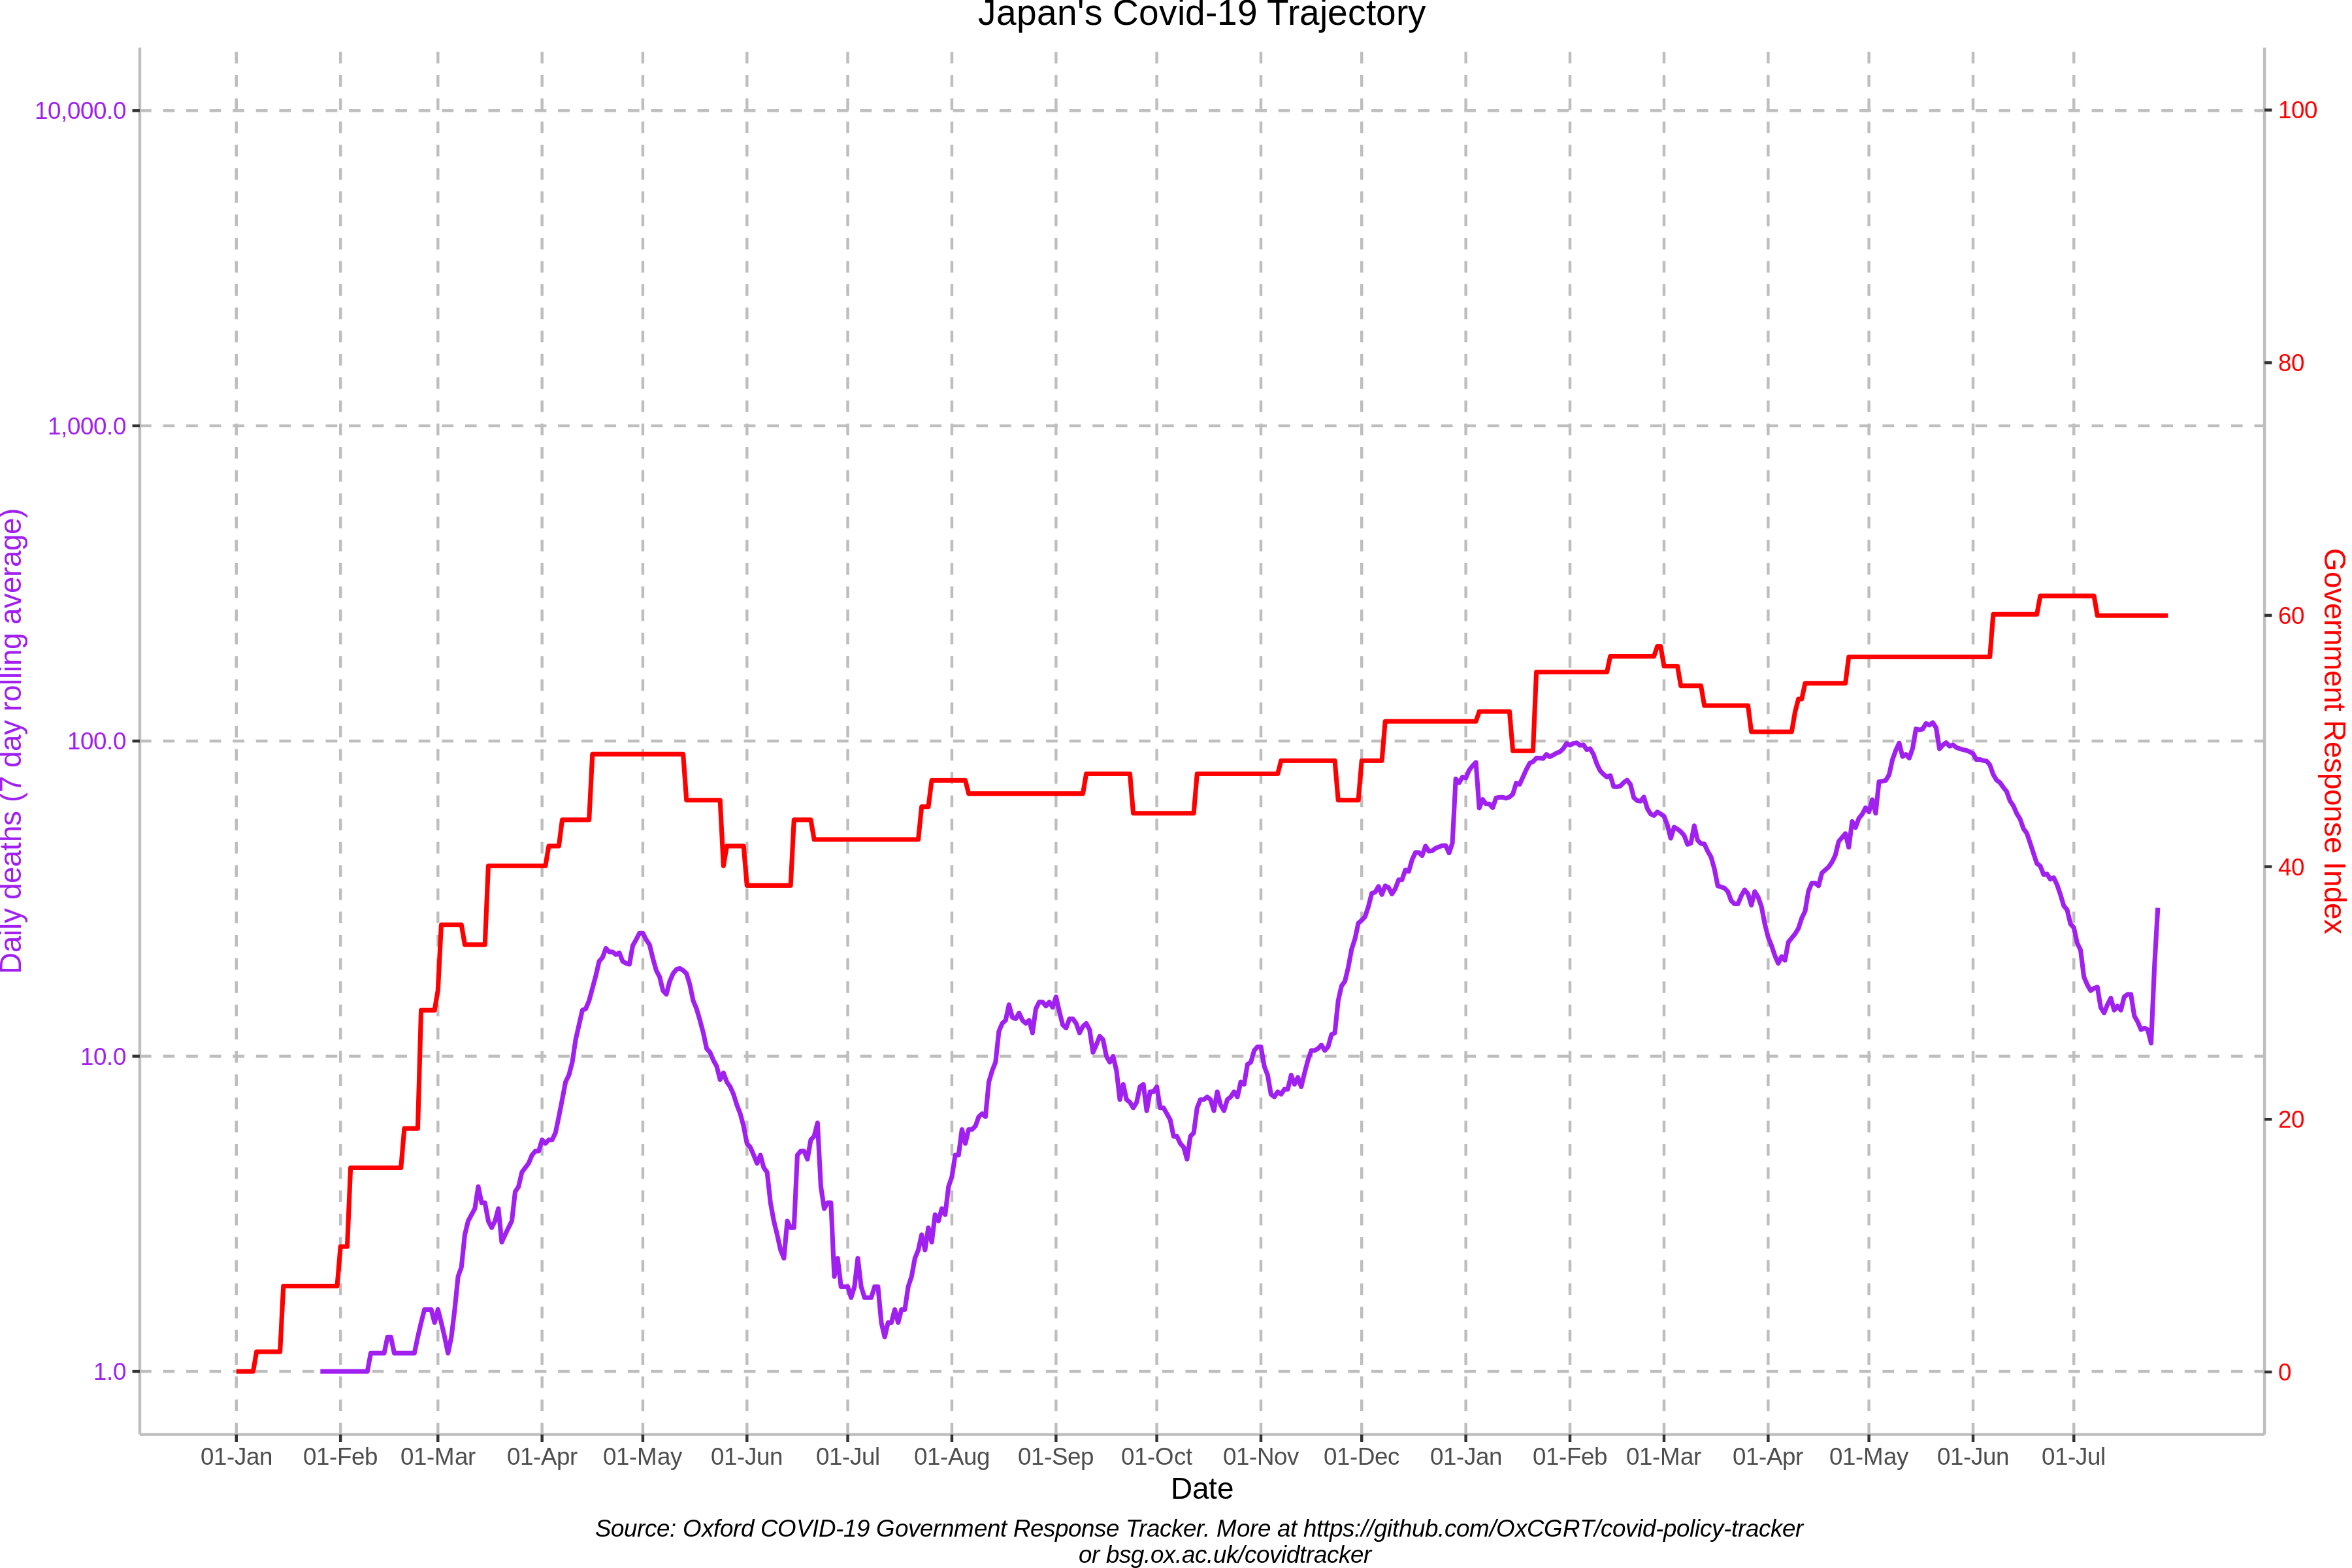 Japan's Covid-19 Trajectory
10,000.0
1,000.0
100.0
10.0
1.0
Daily deaths (7 day rolling average)
100
80
60
40
20
0
Government Response Index
01-Jan 01-Feb 01-Mar 01-Apr 01-May 01-Jun 01-Jul 01-Aug 01-Sep 01-Oct 01-Nov 01-Dec 01-Jan 01-Feb 01-Mar 01-Apr 01-May 01-Jun 01-Jul
Date
Source: Oxford COVID-19 Government Response Tracker. More at https://github.com/OxCGRT/covid-policy-tracker
or bsg.ox.ac.uk/covidtracker